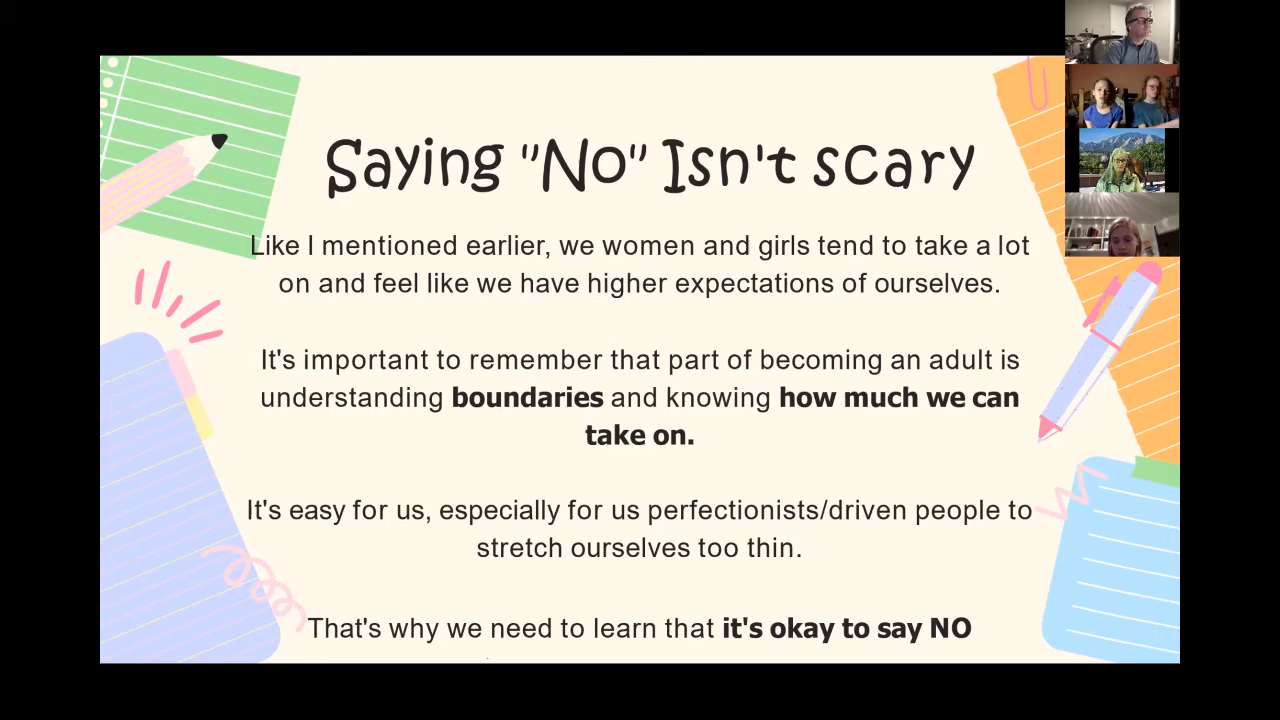 Saying "No" Isn't scary
Like I mentioned earlier, we women and girls tend to take a lot
on and feel like we have higher expectations of ourselves.
It's important to remember that part of becoming an adult is
understanding boundaries and knowing how much we can
take on.
It's easy for us, especially for us perfectionists/driven people to
stretch ourselves too thin.
That's why we need to learn that it's okay to say NO